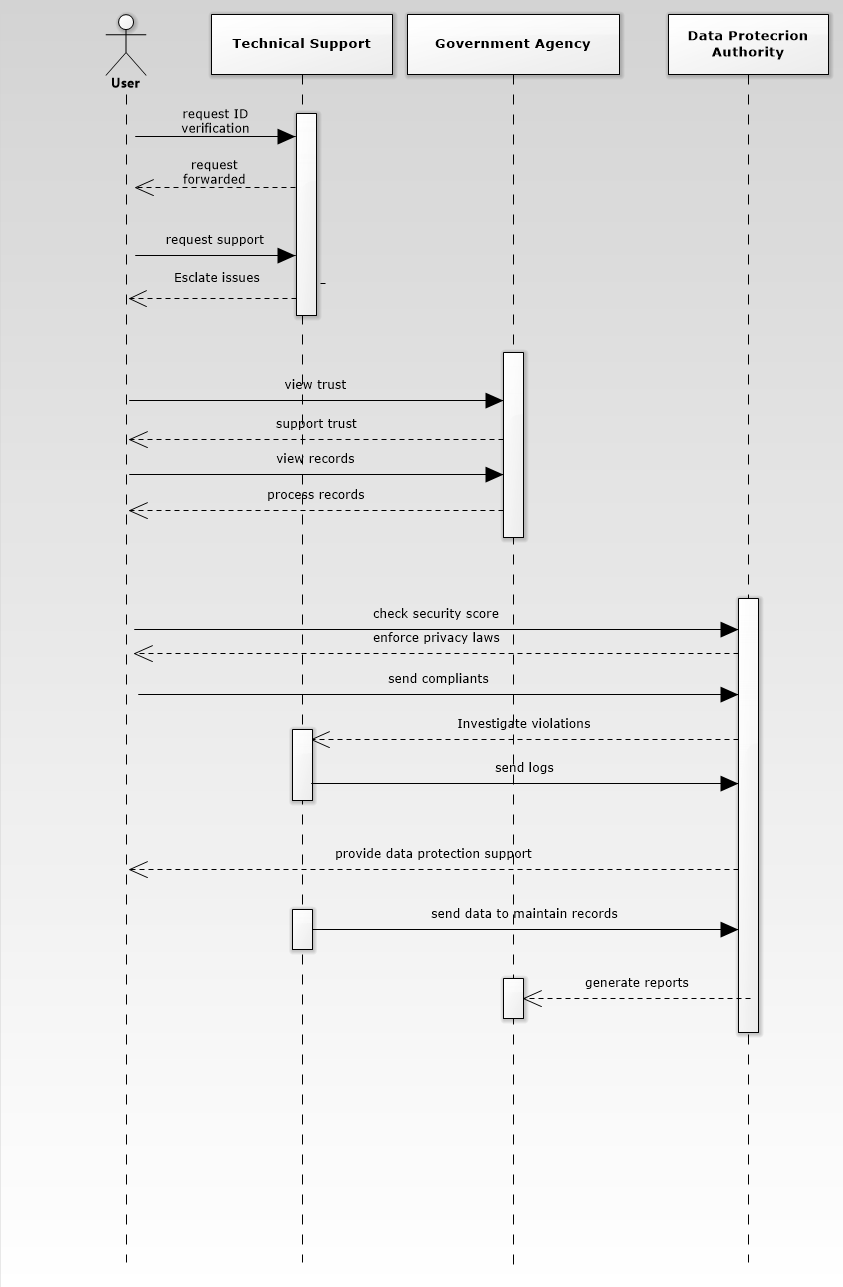 Technical Support
Government Agency
Data Protecrion
Authority
User
request ID
verification
request
forwarded
request support
Esclate issues
view trust
support trust
view records
process records
check security score
enforce privacy laws
send compliants
Investigate violations
send logs
provide data protection support
send data to maintain records
generate reports